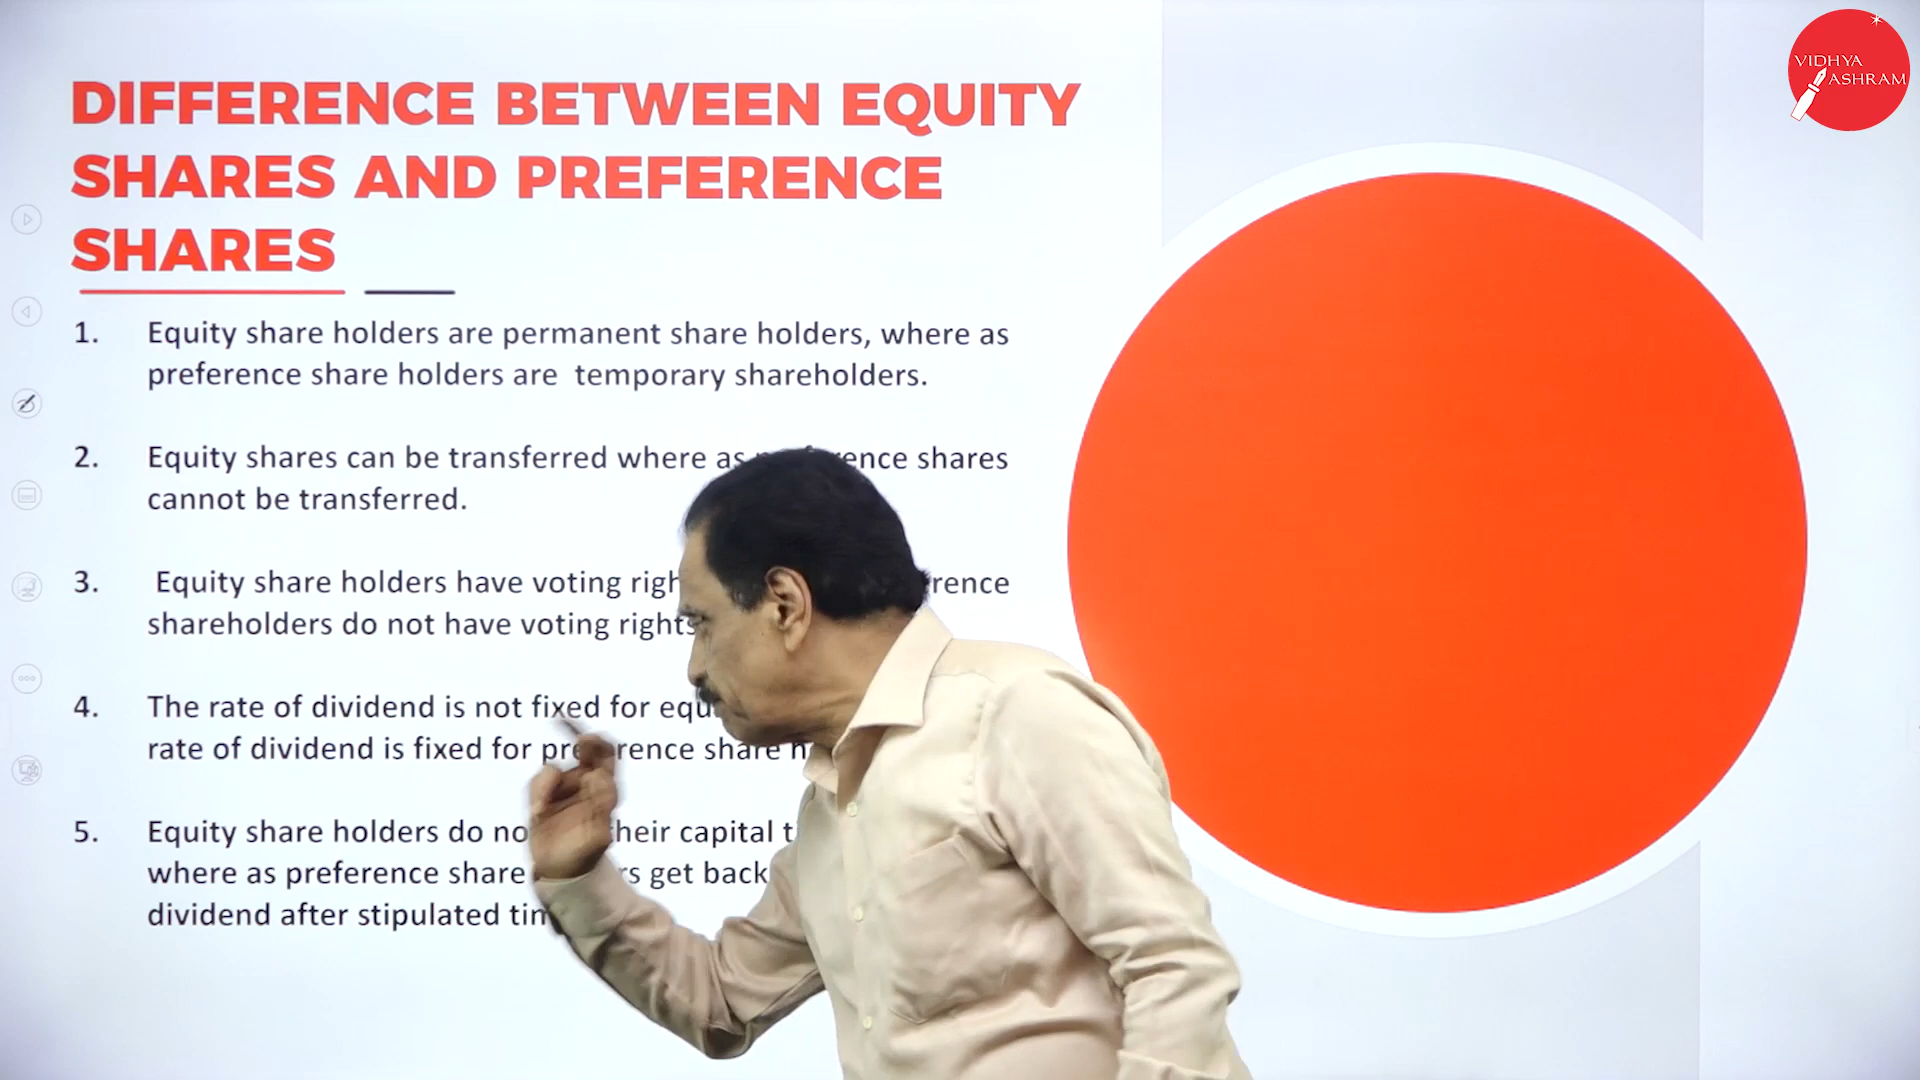 DIFFERENCE BETWEEN EQUITY
SHARES AND PREFERENCE
SHARES
1. Equity share holders are permanent share holders, where as
preference share holders are temporary shareholders.
2. Equity shares can be transferred where as shares
cannot be transferred.
3. Equity share holders have voting
shareholders do not have voting rights
4. The rate of dividend is not fixed for
rate of dividend is fixed for share
5. Equity share holders do capital
where as preference share get back
dividend after stipulated
VIDHYA
ASHRAM